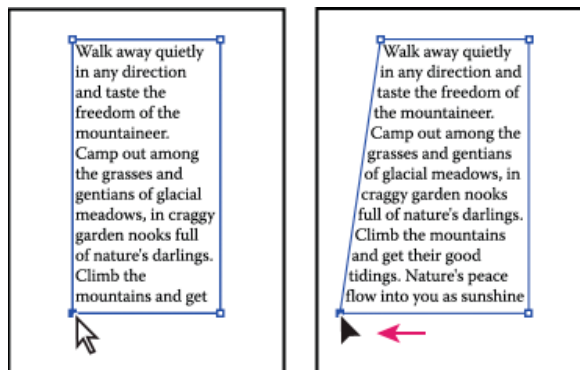 Walk away quietly
in any direction
and taste the
freedom of the
mountaineer.
Camp out among
the grasses and
gentians of glacial
meadows, in craggy
garden nooks full
of nature's darlings.
Climb the
mountains and get
Walk away quietly
in any direction and
taste the freedom of
the mountaineer.
Camp out among the
grasses and gentians
of glacial meadows, in
craggy garden nooks
full of nature's darlings.
Climb the mountains
and get their good
tidings. Nature's peace
flow into you as sunshine